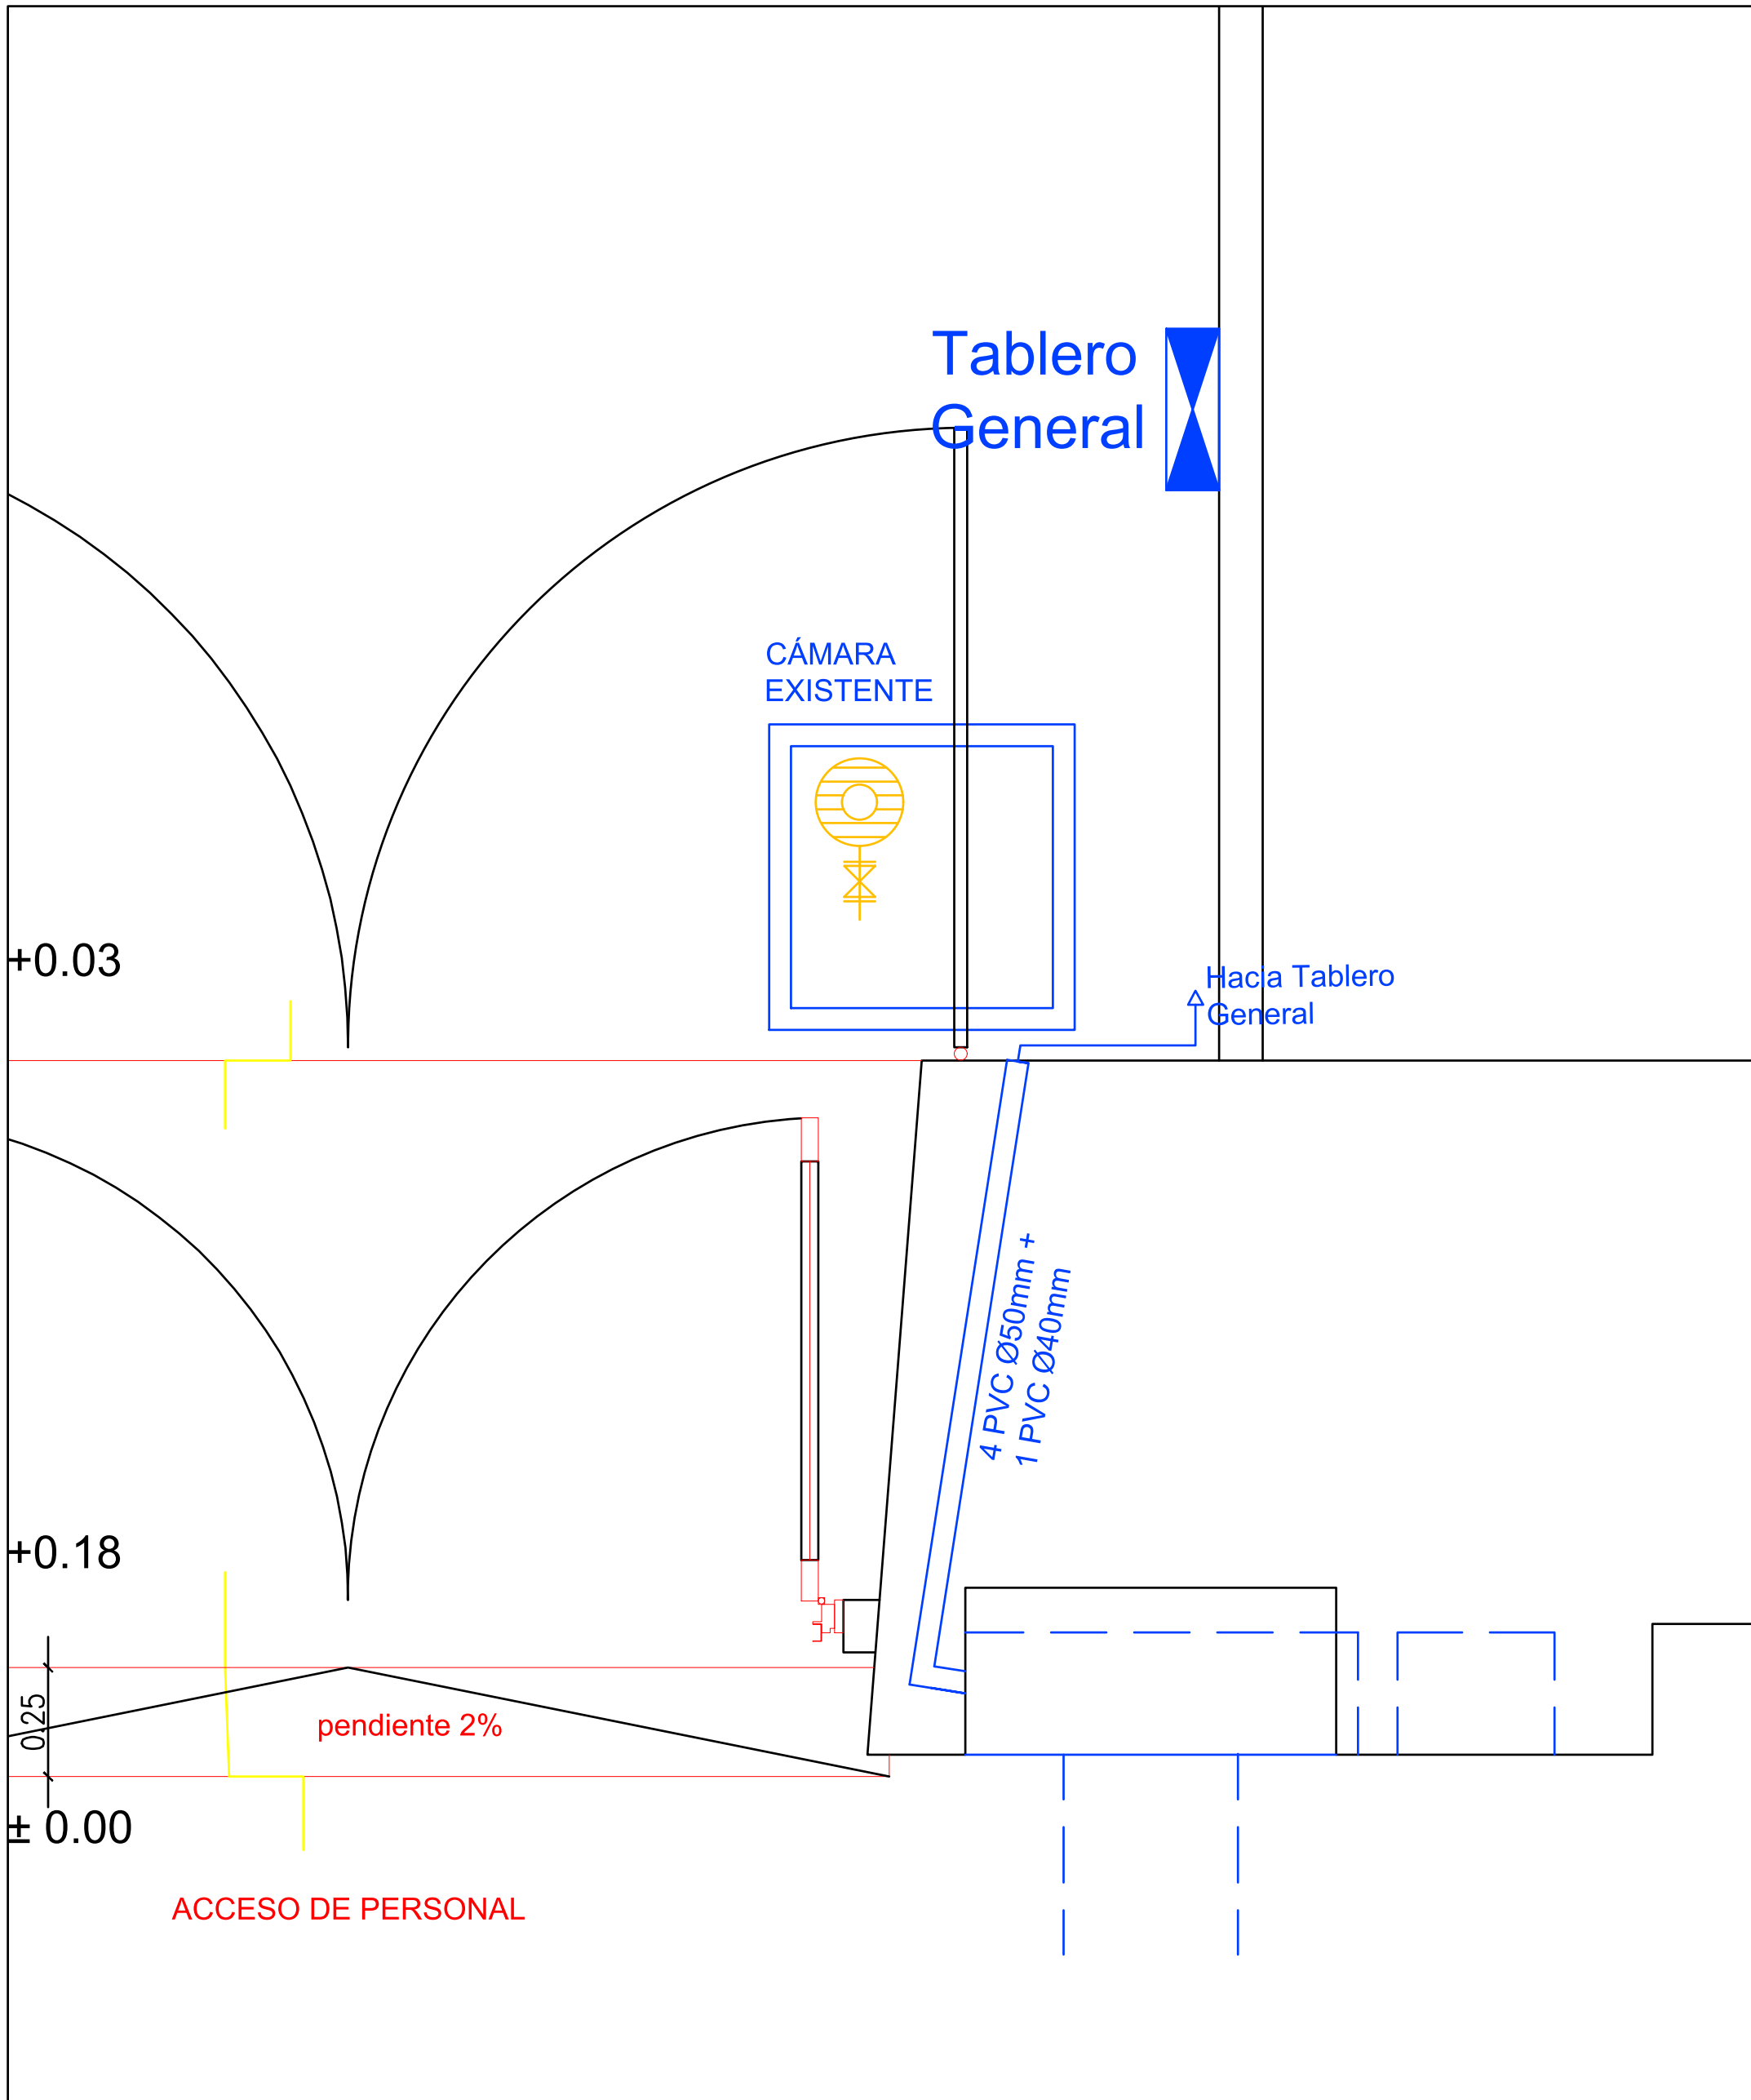 Tablero
General
CÁMARA
EXISTENTE
+0.03
Hacia Tablero
General
4 PVC Ø50mm +
1 PVC Ø40mm
+0.18
0.25
pendiente 2%
± 0.00
ACCESO DE PERSONAL